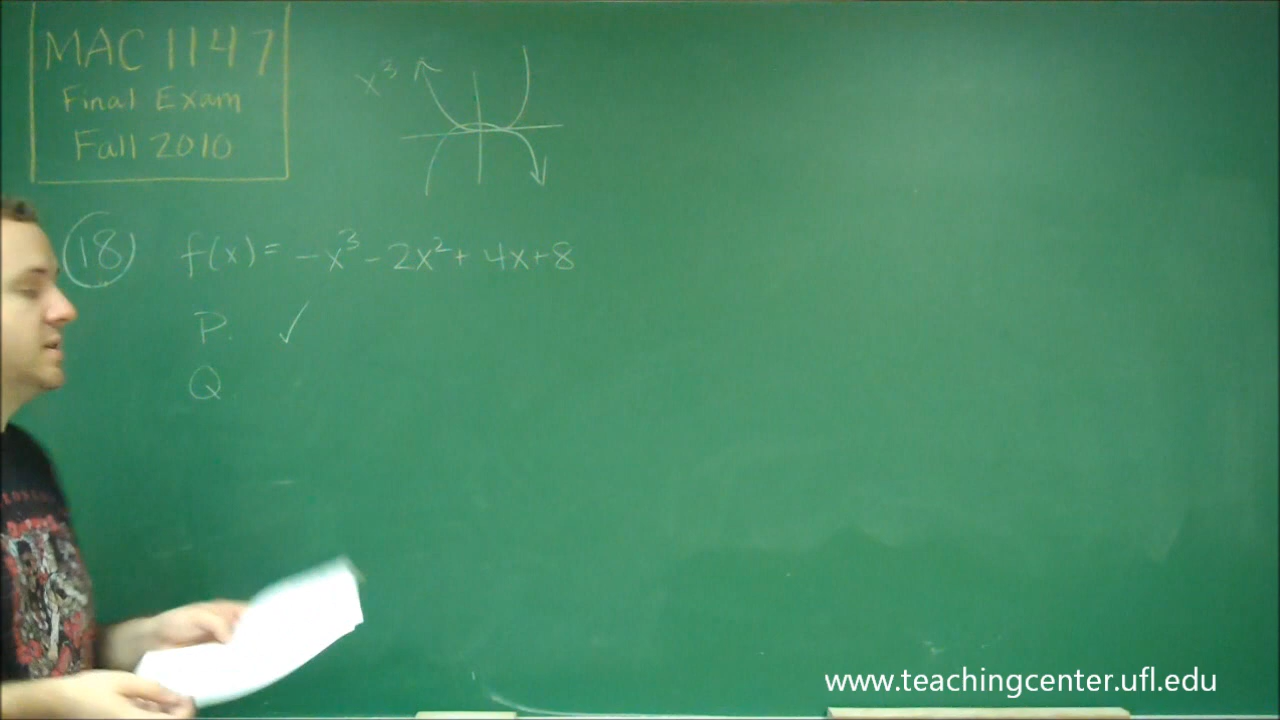 MAC 1147
Final Exam
Fall 2010
x³
18 f(x) = -x³ - 2x² + 4x + 8
P. ✓
Q
www.teachingcenter.ufl.edu